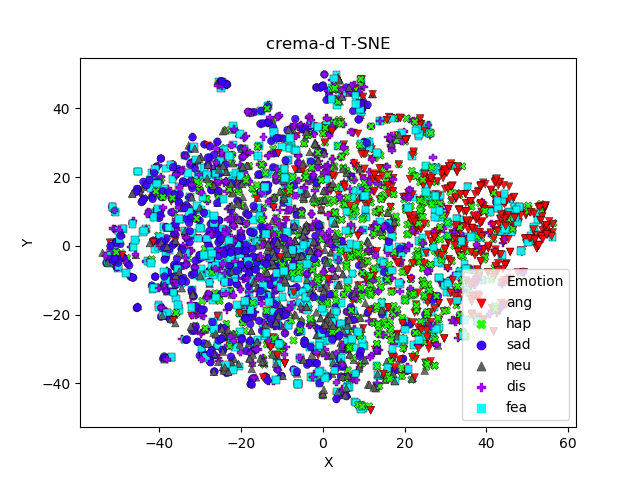 crema-d T-SNE
Y
40
20
0
−20
−40
−40
−20
0
20
40
60
X
Emotion
ang
hap
sad
neu
dis
fea